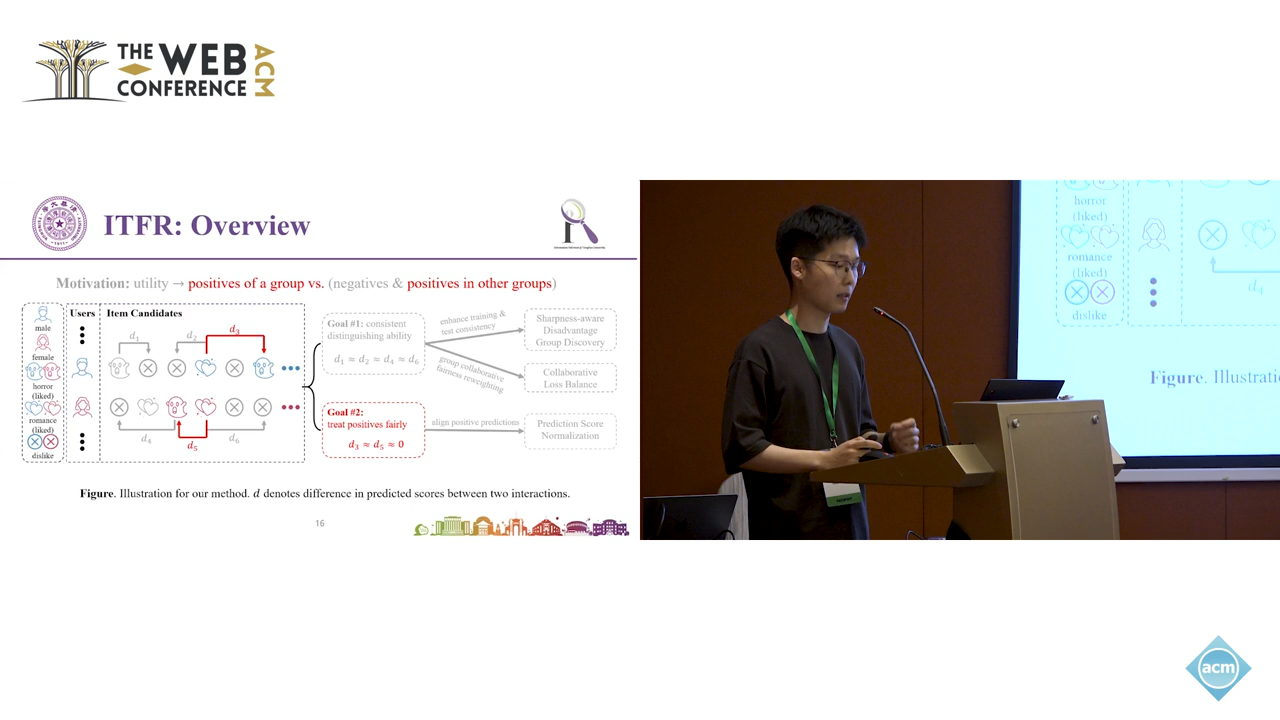 THE WEB
CONFERENCE
ACM
ITFR: Overview
Motivation: utility → positives of a group vs. (negatives & positives in other groups)
male
female
horror
(liked)
romance
(liked)
dislike
Users
Item Candidates
d₁
d₂
d₃
d₄
d₅
d₆
Goal #1: consistent
distinguishing ability
d₁ ≈ d₂ ≈ d₄ ≈ d₆
Goal #2:
treat positives fairly
d₃ ≈ d₅ ≈ 0
enhance training &
test consistency
group collaborative
fairness reweighting
align positive predictions
Sharpness-aware
Disadvantage
Group Discovery
Collaborative
Loss Balance
Prediction Score
Normalization
Figure. Illustration for our method. d denotes difference in predicted scores between two interactions.
16
horror
(liked)
romance
(liked)
dislike
d₄
Figure. Illustratio
acm